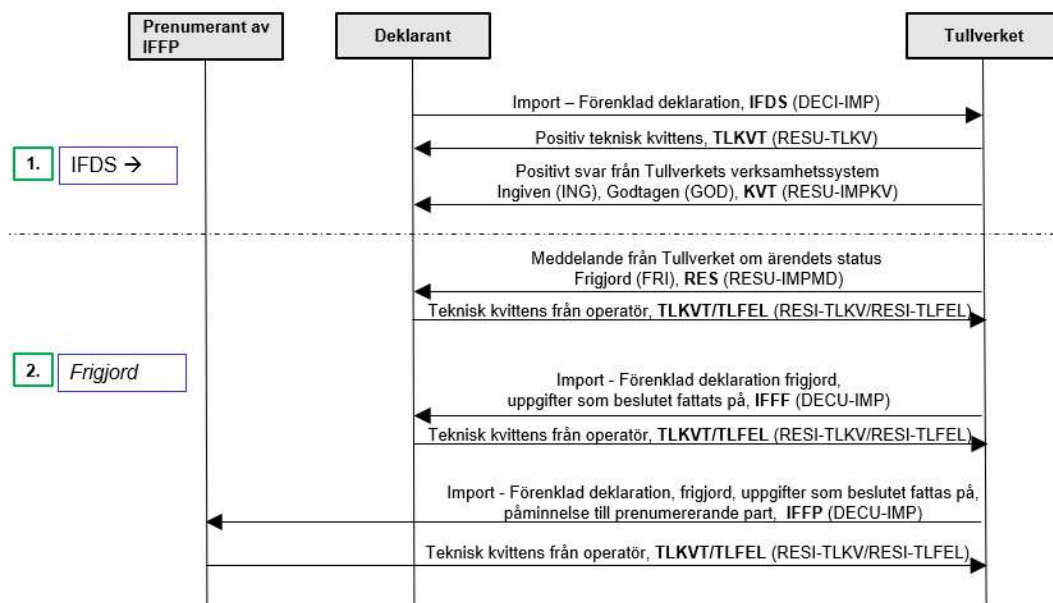 Prenumerant av
IFFP
Deklarant
Tullverket
Import – Förenklad deklaration, IFDS (DECI-IMP)
Positiv teknisk kvittens, TLKVT (RESU-TLKV)
1.
IFDS →
Positivt svar från Tullverkets verksamhetssystem
Ingiven (ING), Godtagen (GOD), KVT (RESU-IMPKV)
Meddelande från Tullverket om ärendets status
Frigjord (FRI), RES (RESU-IMPMD)
Teknisk kvittens från operatör, TLKVT/TLFEL (RESI-TLKV/RESI-TLFEL)
2.
Frigjord
Import - Förenklad deklaration frigjord,
uppgifter som beslutet fattats på, IFFF (DECU-IMP)
Teknisk kvittens från operatör, TLKVT/TLFEL (RESI-TLKV/RESI-TLFEL)
Import - Förenklad deklaration, frigjord, uppgifter som beslutet fattas på,
påminnelse till prenumererande part, IFFP (DECU-IMP)
Teknisk kvittens från operatör, TLKVT/TLFEL (RESI-TLKV/RESI-TLFEL)